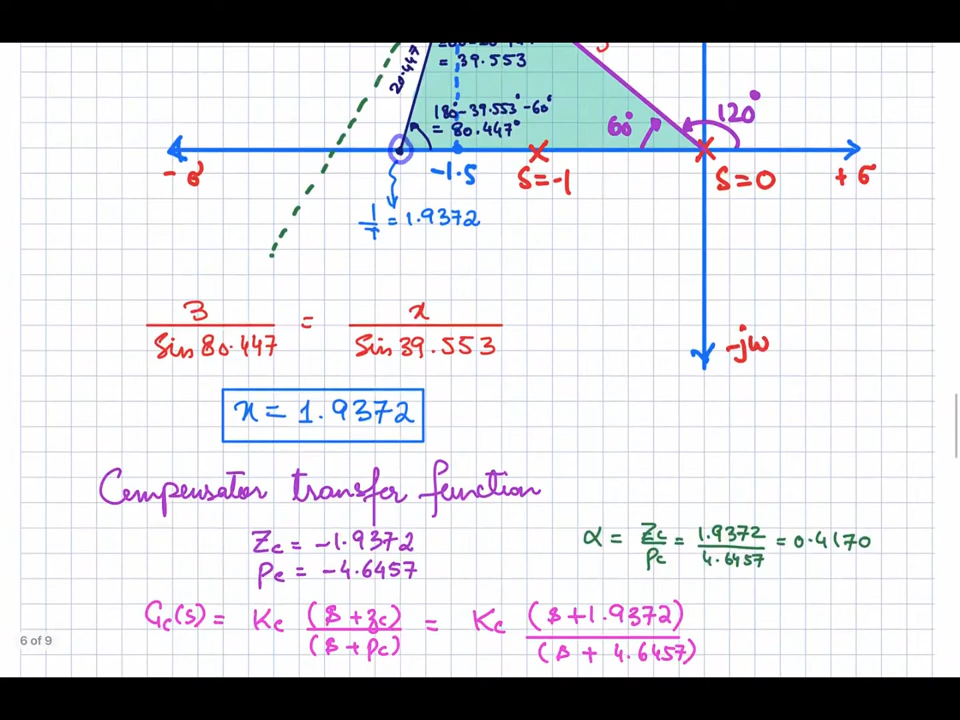 = 39.553
20.447
180°-39.553°-60°
= 80.447°
60°
120°
- σ
-1.5
S=-1
S=0
+ σ
1/T = 1.9372
3/Sin 80.447 = x/Sin 39.553
-jω
x = 1.9372
Compensator transfer function
Zc = -1.9372
Pc = -4.6457
α = Zc/Pc = 1.9372/4.6457 = 0.4170
Gc(s) = Kc (s+zc)/(s+pc) = Kc (s+1.9372)/(s + 4.6457)
6 of 9